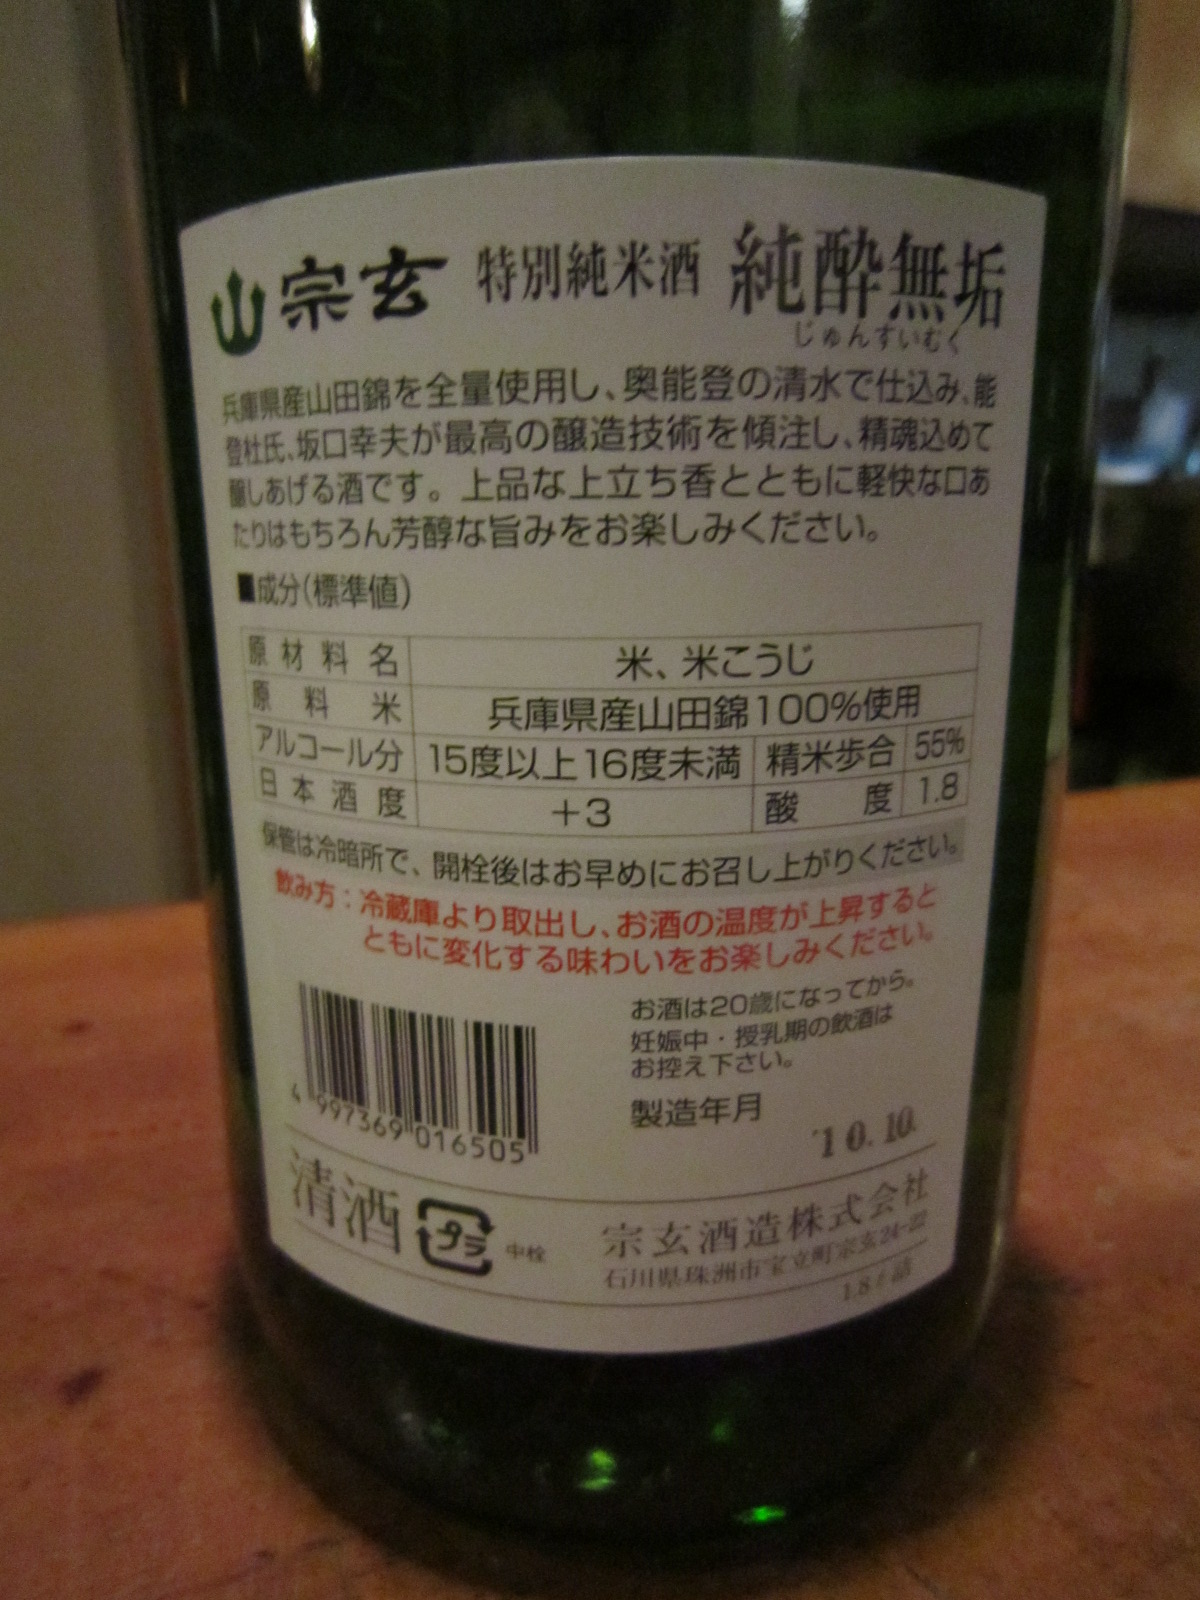 宗玄 特別純米酒 純酔無垢
じゅんすいむく
兵庫県産山田錦を全量使用し、奥能登の清水で仕込み、能
登杜氏、坂口幸夫が最高の醸造技術を傾注し、精魂込めて
醸しあげる酒です。上品な上立ち香とともに軽快な口あ
たりはもちろん芳醇な旨みをお楽しみください。
■成分(標準値)
原材料名 米、米こうじ
原料米 兵庫県産山田錦100%使用
アルコール分 15度以上16度未満 精米歩合 55%
日本酒度 +3 酸度 1.8
保管は冷暗所で、開栓後はお早めにお召し上がりください。
飲み方:冷蔵庫より取出し、お酒の温度が上昇すると
ともに変化する味わいをお楽しみください。
お酒は20歳になってから。
妊娠中・授乳期の飲酒は
お控え下さい。
製造年月
'10.10.
4 997369 016505
清酒 プラ 中栓
宗玄酒造株式会社
石川県珠洲市宝立町宗玄24-22
1.8ℓ詰